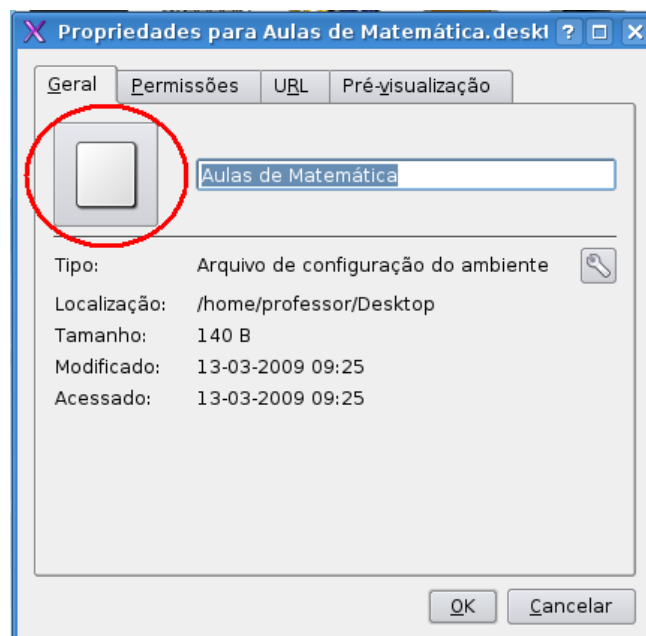 Propriedades para Aulas de Matemática.deskt
Geral Permissões URL Pré-visualização
Aulas de Matemática
Tipo: Arquivo de configuração do ambiente
Localização: /home/professor/Desktop
Tamanho: 140 B
Modificado: 13-03-2009 09:25
Acessado: 13-03-2009 09:25
OK Cancelar